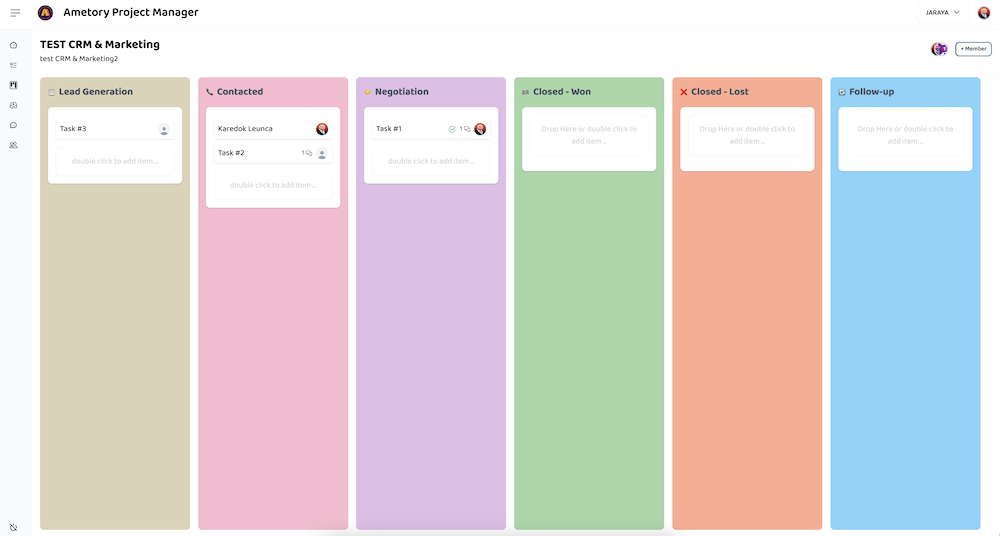 Ametory Project Manager
JARAYA
TEST CRM & Marketing
test CRM & Marketing2
+ Member
Lead Generation
Task #3
double click to add item ...
Contacted
Karedok Leunca
Task #2
1
double click to add item ...
Negotiation
Task #1
1
double click to add item ...
Closed - Won
Drop Here or double click to
add item ...
Closed - Lost
Drop Here or double click to
add item ...
Follow-up
Drop Here or double click to
add item ...